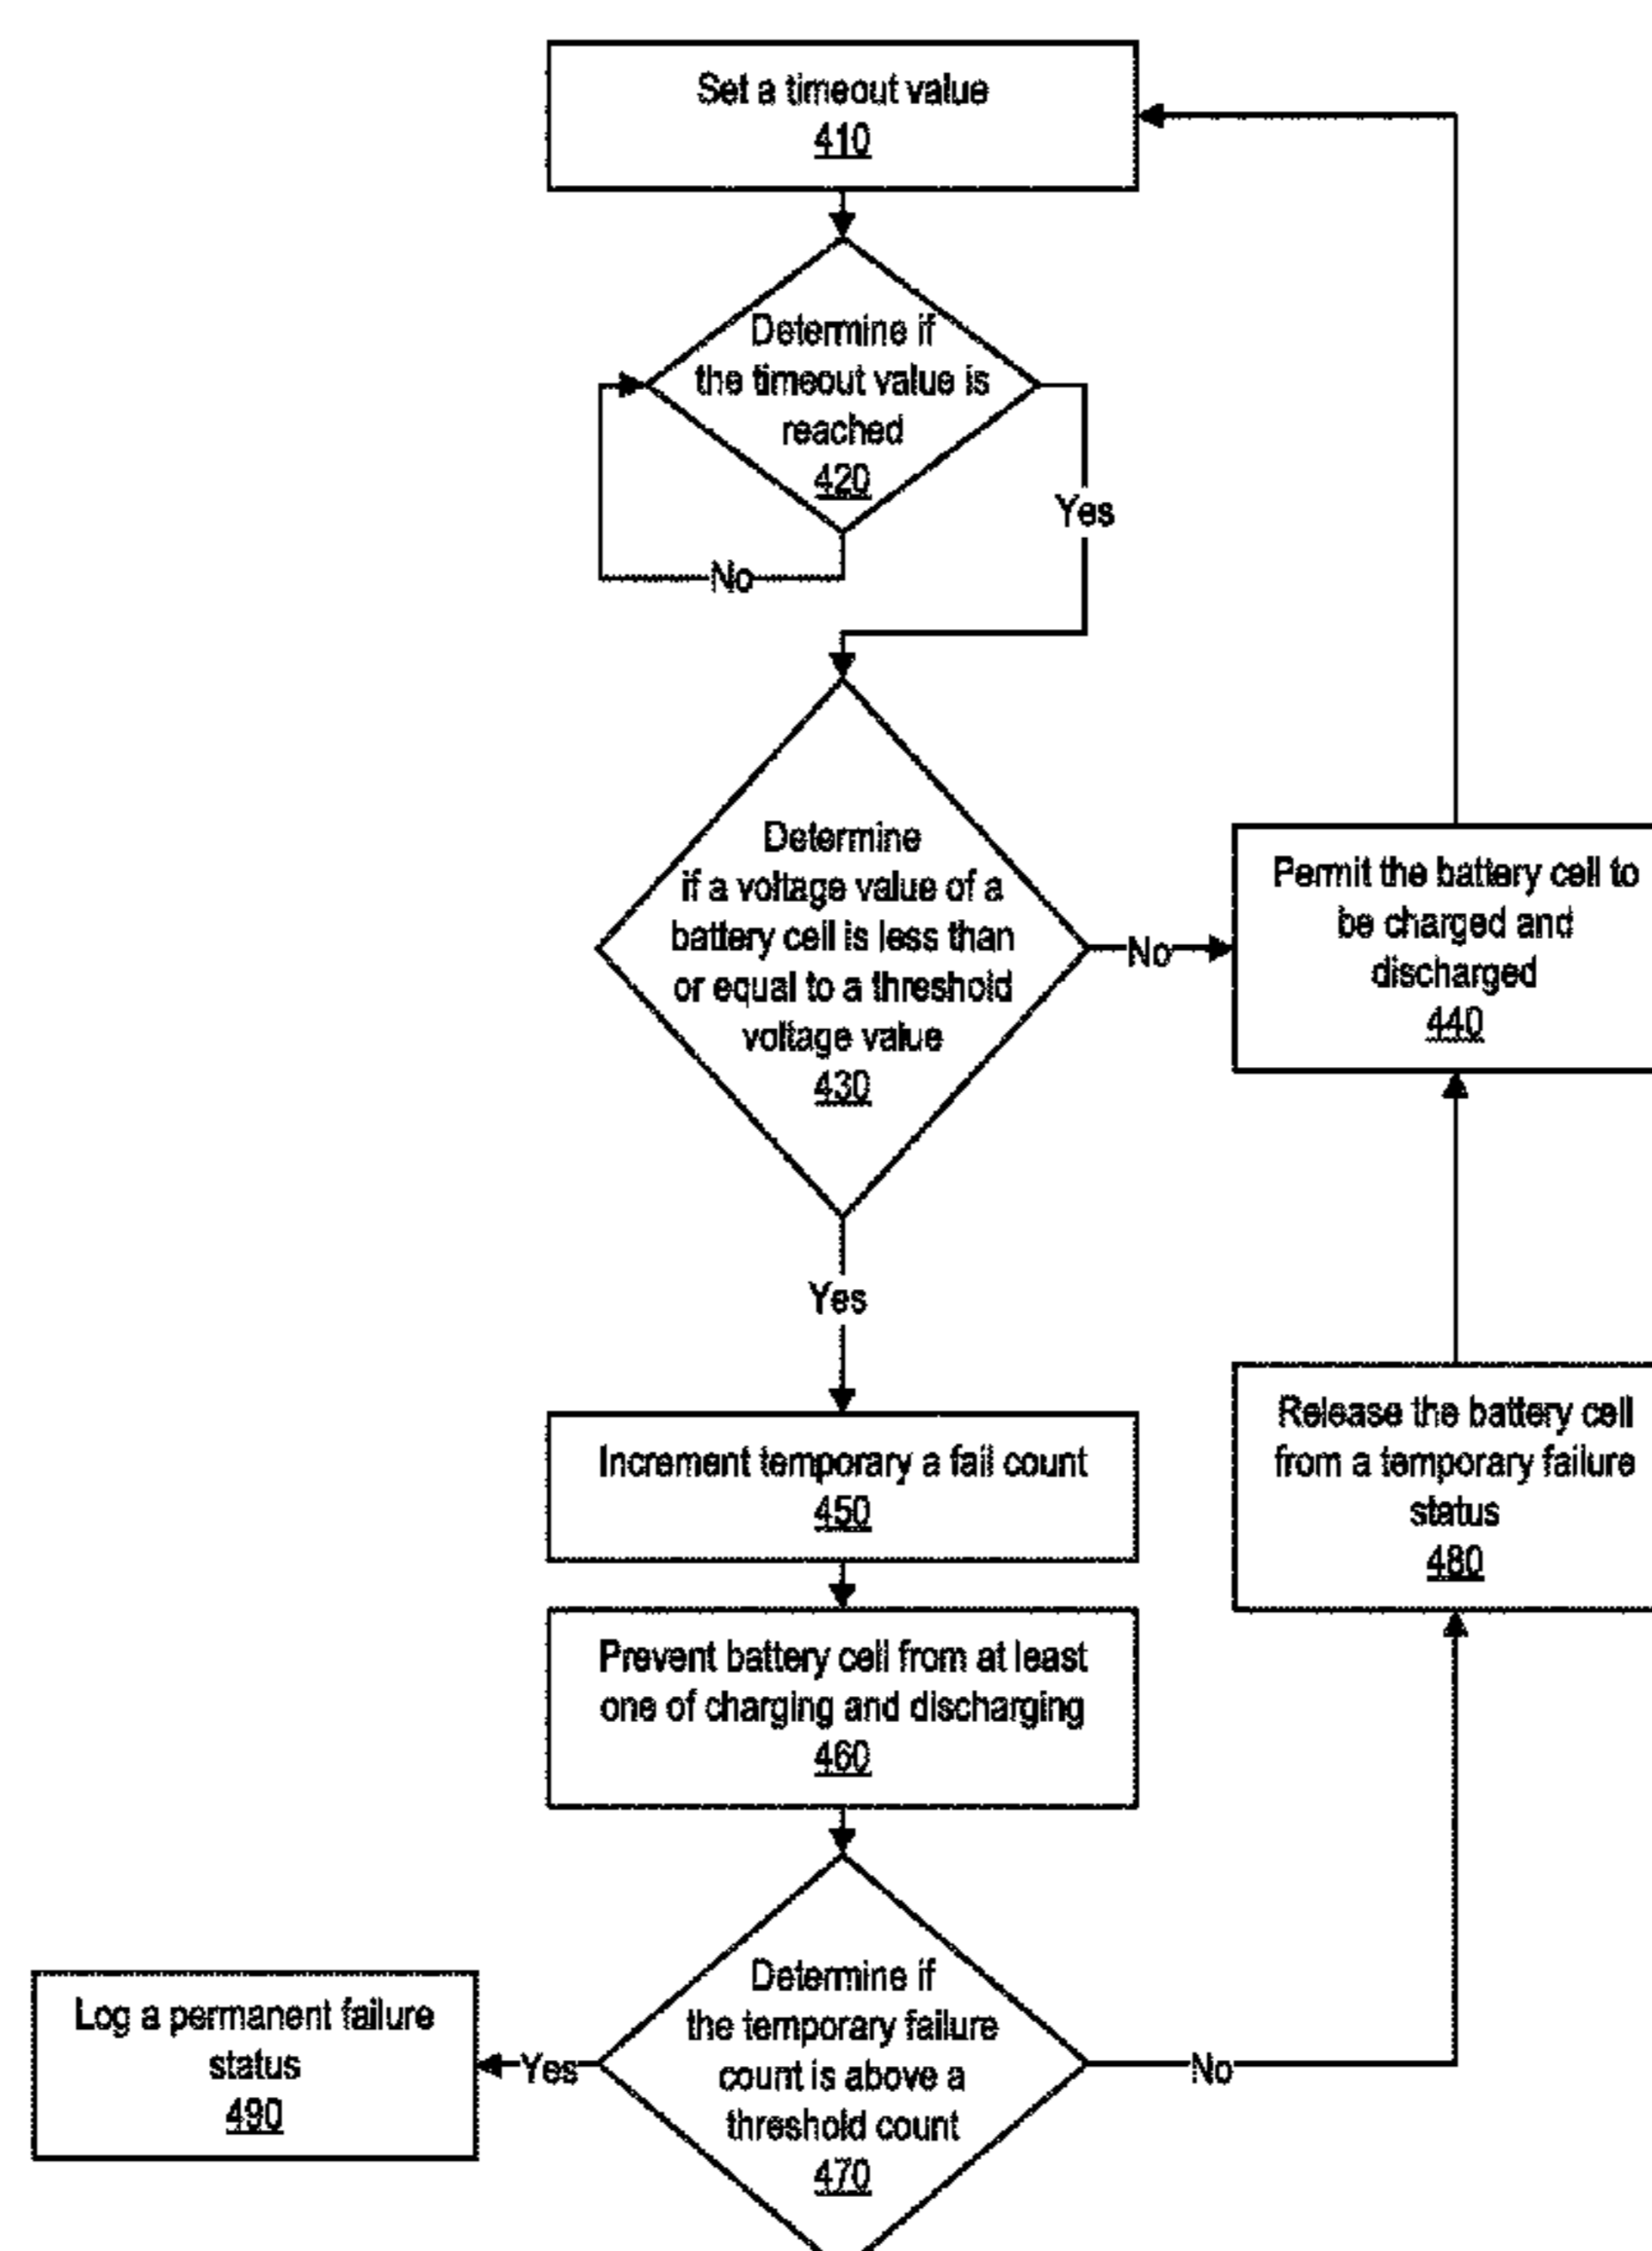 Set a timeout value
410
Determine if
the timeout value is
reached
420
Yes
No
Determine
if a voltage value of a
battery cell is less than
or equal to a threshold
voltage value
430
No
Permit the battery cell to
be charged and
discharged
440
Yes
Increment temporary a fail count
450
Release the battery cell
from a temporary failure
status
480
Prevent battery cell from at least
one of charging and discharging
460
Determine if
the temporary failure
count is above a
threshold count
470
Yes
No
Log a permanent failure
status
490